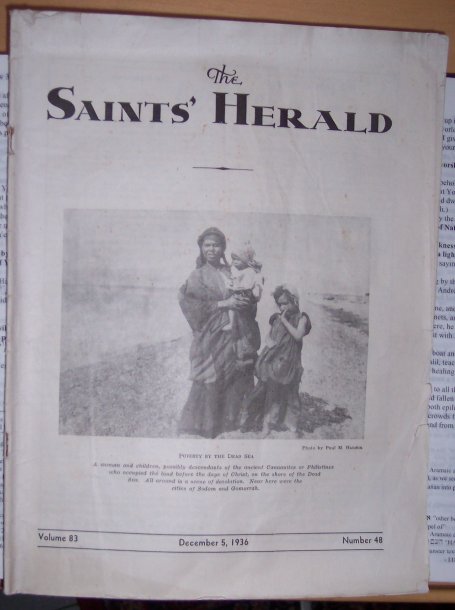 The
SAINTS' HERALD
Photo by Paul M. Hanson
POVERTY BY THE DEAD SEA
A woman and children, possibly descendants of the ancient Canaanites or Philistines
who occupied the land before the days of Christ, on the shore of the Dead
Sea. All around is a scene of desolation. Near here were the
cities of Sodom and Gomorrah.
Volume 83
December 5, 1936
Number 48